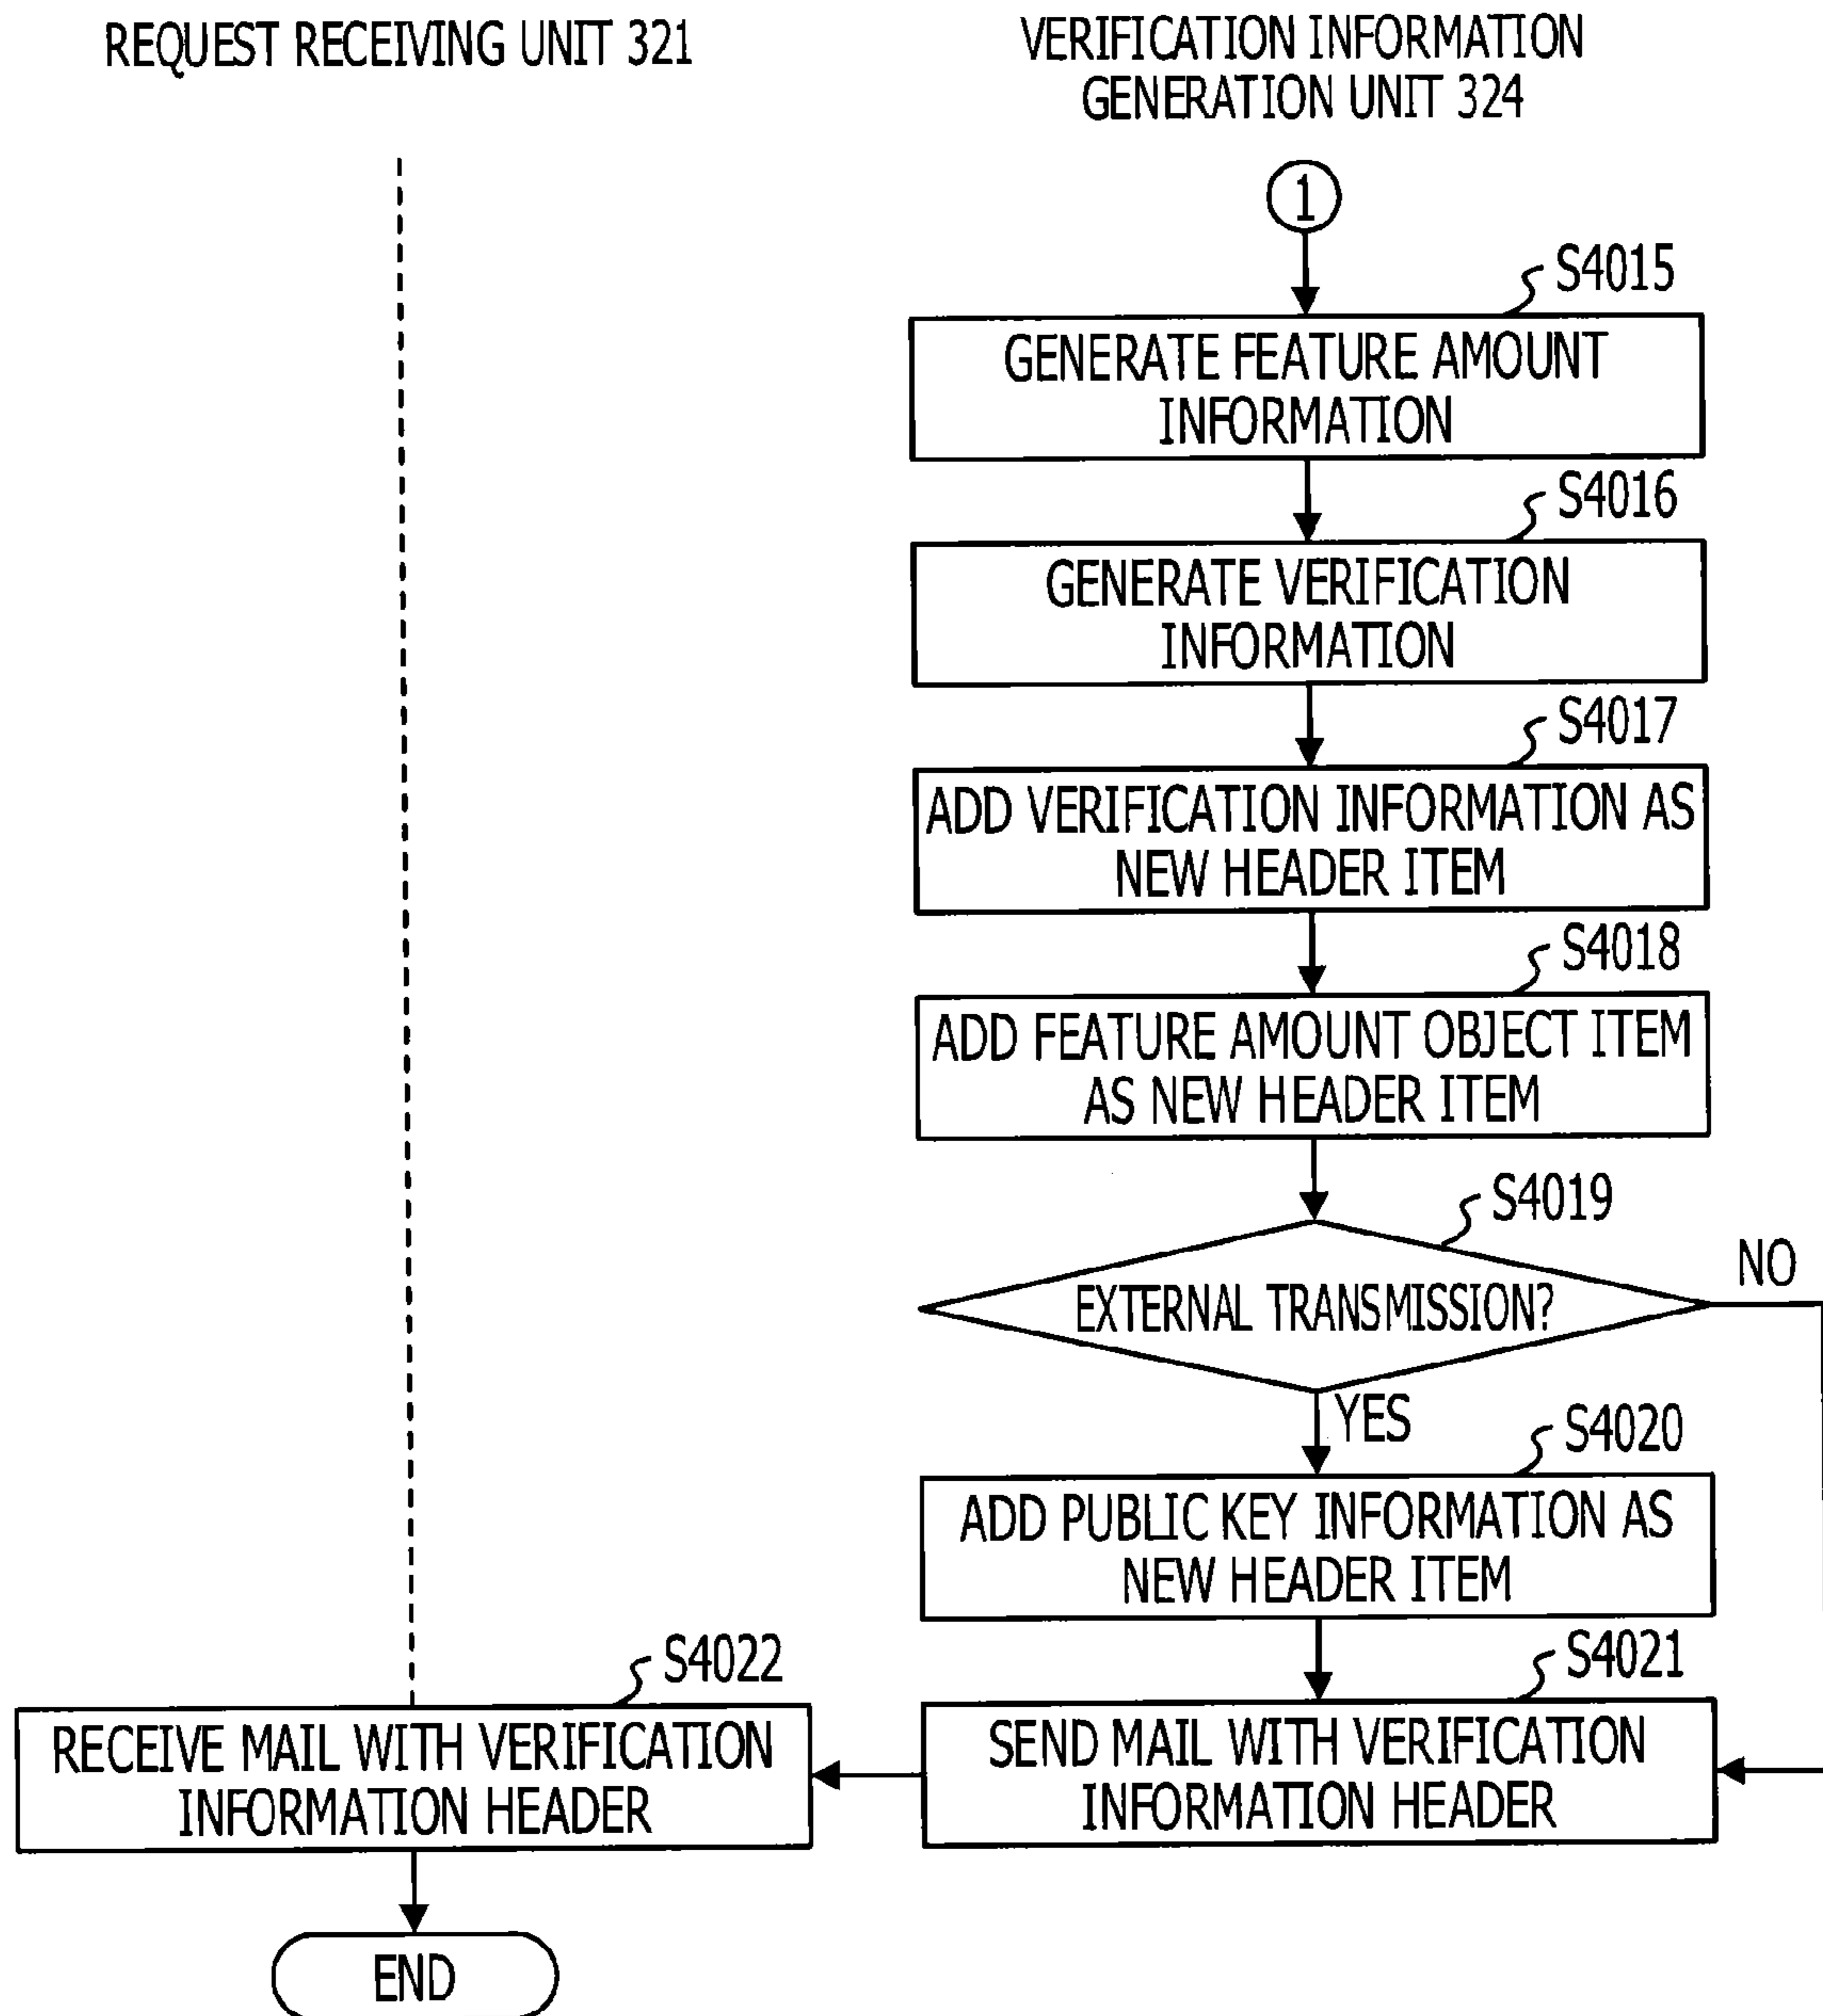 REQUEST RECEIVING UNIT 321
VERIFICATION INFORMATION
GENERATION UNIT 324
1
S4015
GENERATE FEATURE AMOUNT
INFORMATION
S4016
GENERATE VERIFICATION
INFORMATION
S4017
ADD VERIFICATION INFORMATION AS
NEW HEADER ITEM
S4018
ADD FEATURE AMOUNT OBJECT ITEM
AS NEW HEADER ITEM
S4019
NO
EXTERNAL TRANSMISSION?
YES
S4020
ADD PUBLIC KEY INFORMATION AS
NEW HEADER ITEM
S4022
RECEIVE MAIL WITH VERIFICATION
INFORMATION HEADER
S4021
SEND MAIL WITH VERIFICATION
INFORMATION HEADER
END